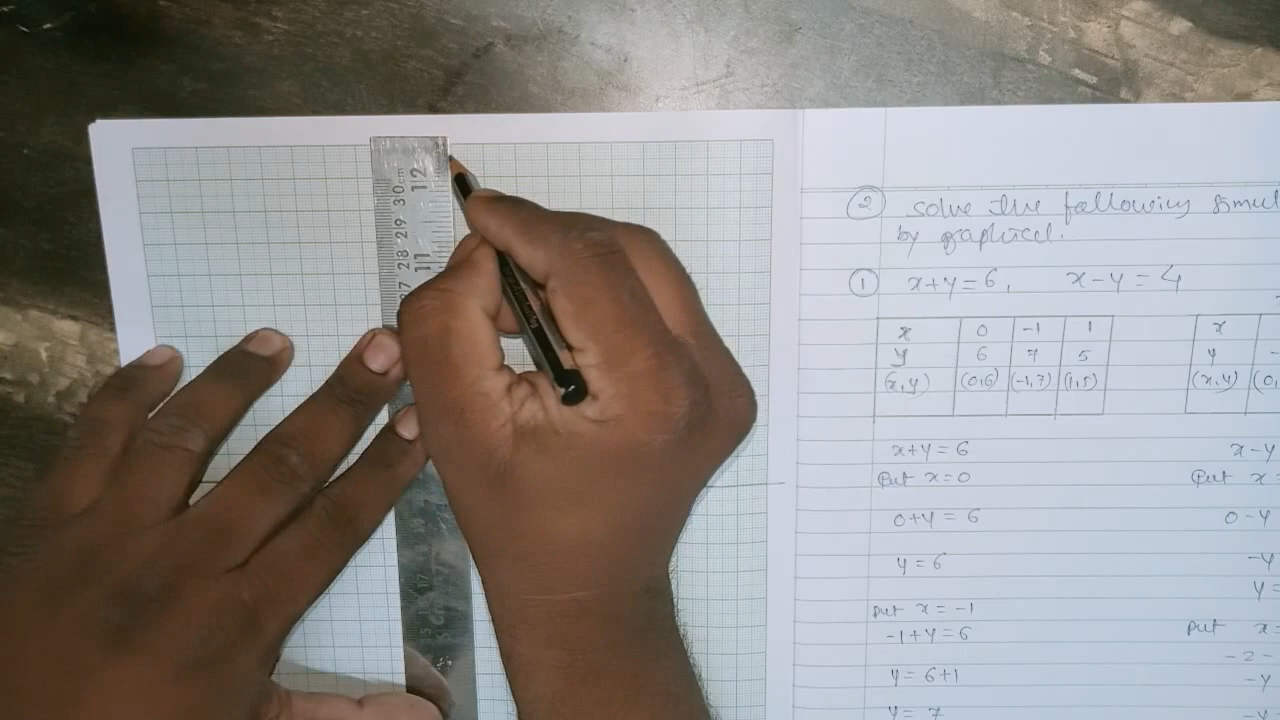 30 cm
12
29
28
11
② Solve the following simul
by graphical.
① x+y=6, x-y=4
x 0 -1 1
y 6 7 5
(x,y) (0,6) (-1,7) (1,5)
x
y
(x,y) (0,
x+y=6
Put x=0
0+y=6
y=6
Put x=-1
-1+y=6
y=6+1
y=7
x-y
Put x=
0-y
-y
y=
Put x=
-2-
-y